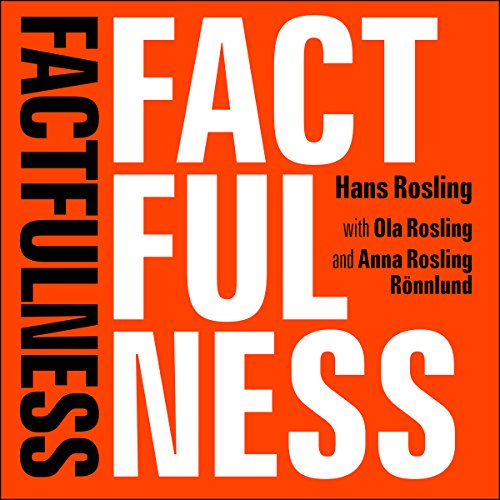 FACTFULNESS
FACT
FUL
NESS
Hans Rosling
with Ola Rosling
and Anna Rosling
Rönnlund